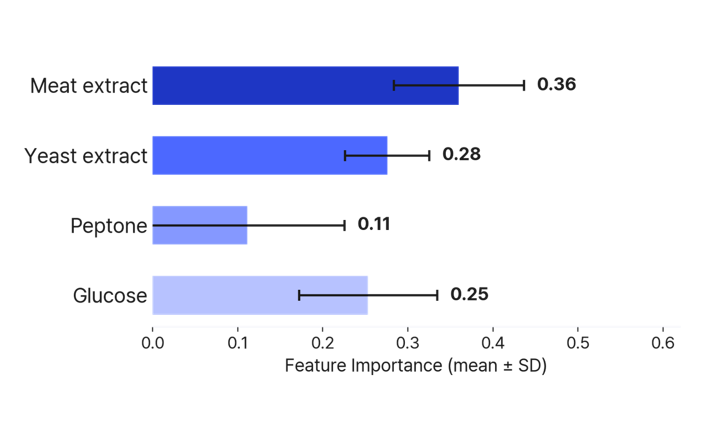 Meat extract 0.36
Yeast extract 0.28
Peptone 0.11
Glucose 0.25
0.0 0.1 0.2 0.3 0.4 0.5 0.6
Feature Importance (mean ± SD)